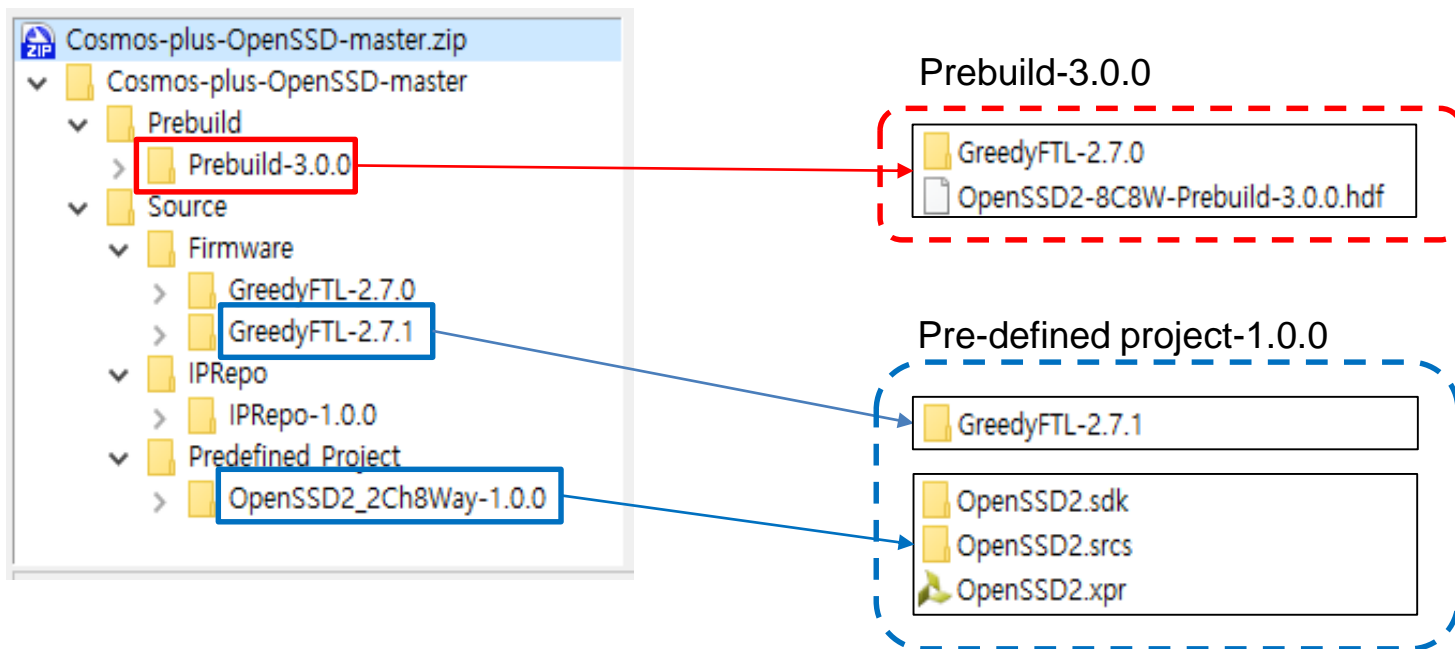 Cosmos-plus-OpenSSD-master.zip
Cosmos-plus-OpenSSD-master
Prebuild
Prebuild-3.0.0
Source
Firmware
GreedyFTL-2.7.0
GreedyFTL-2.7.1
IPRepo
IPRepo-1.0.0
Predefined_Project
OpenSSD2_2Ch8Way-1.0.0
Prebuild-3.0.0
GreedyFTL-2.7.0
OpenSSD2-8C8W-Prebuild-3.0.0.hdf
Pre-defined project-1.0.0
GreedyFTL-2.7.1
OpenSSD2.sdk
OpenSSD2.srcs
OpenSSD2.xpr
ZIP